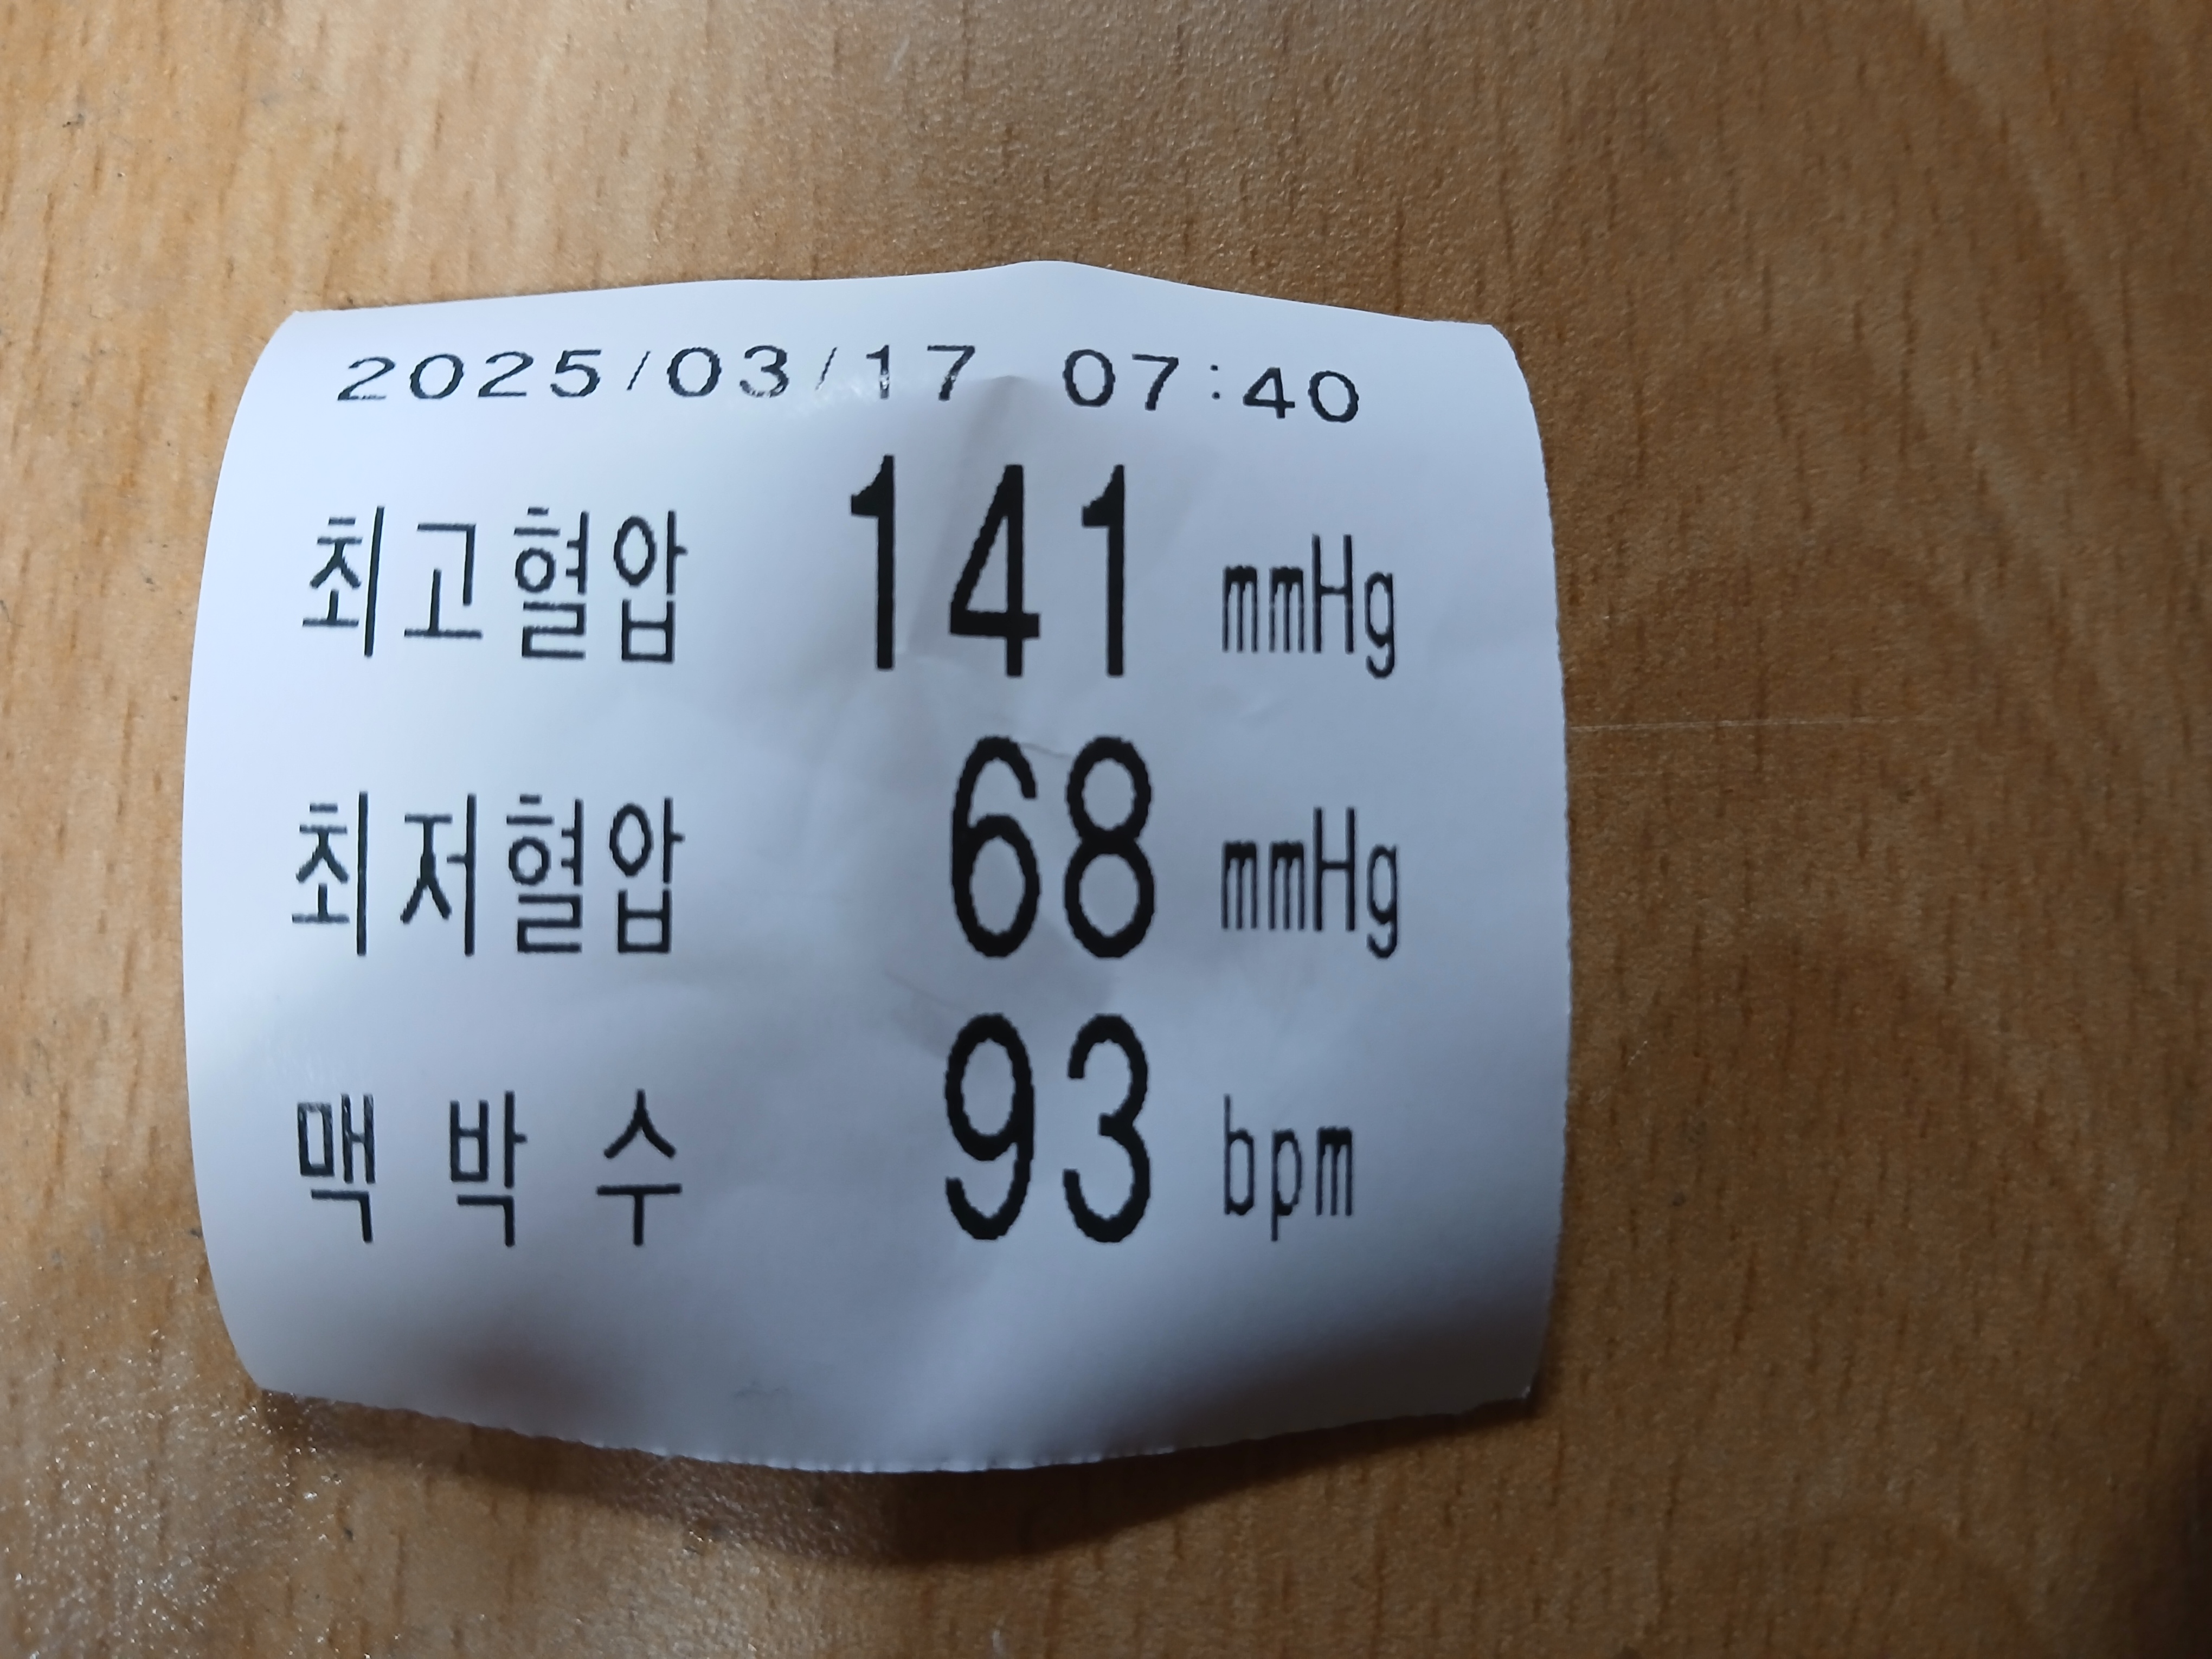 2025/03/17 07:40
최고혈압 141 mmHg
최저혈압 68 mmHg
맥 박 수 93 bpm